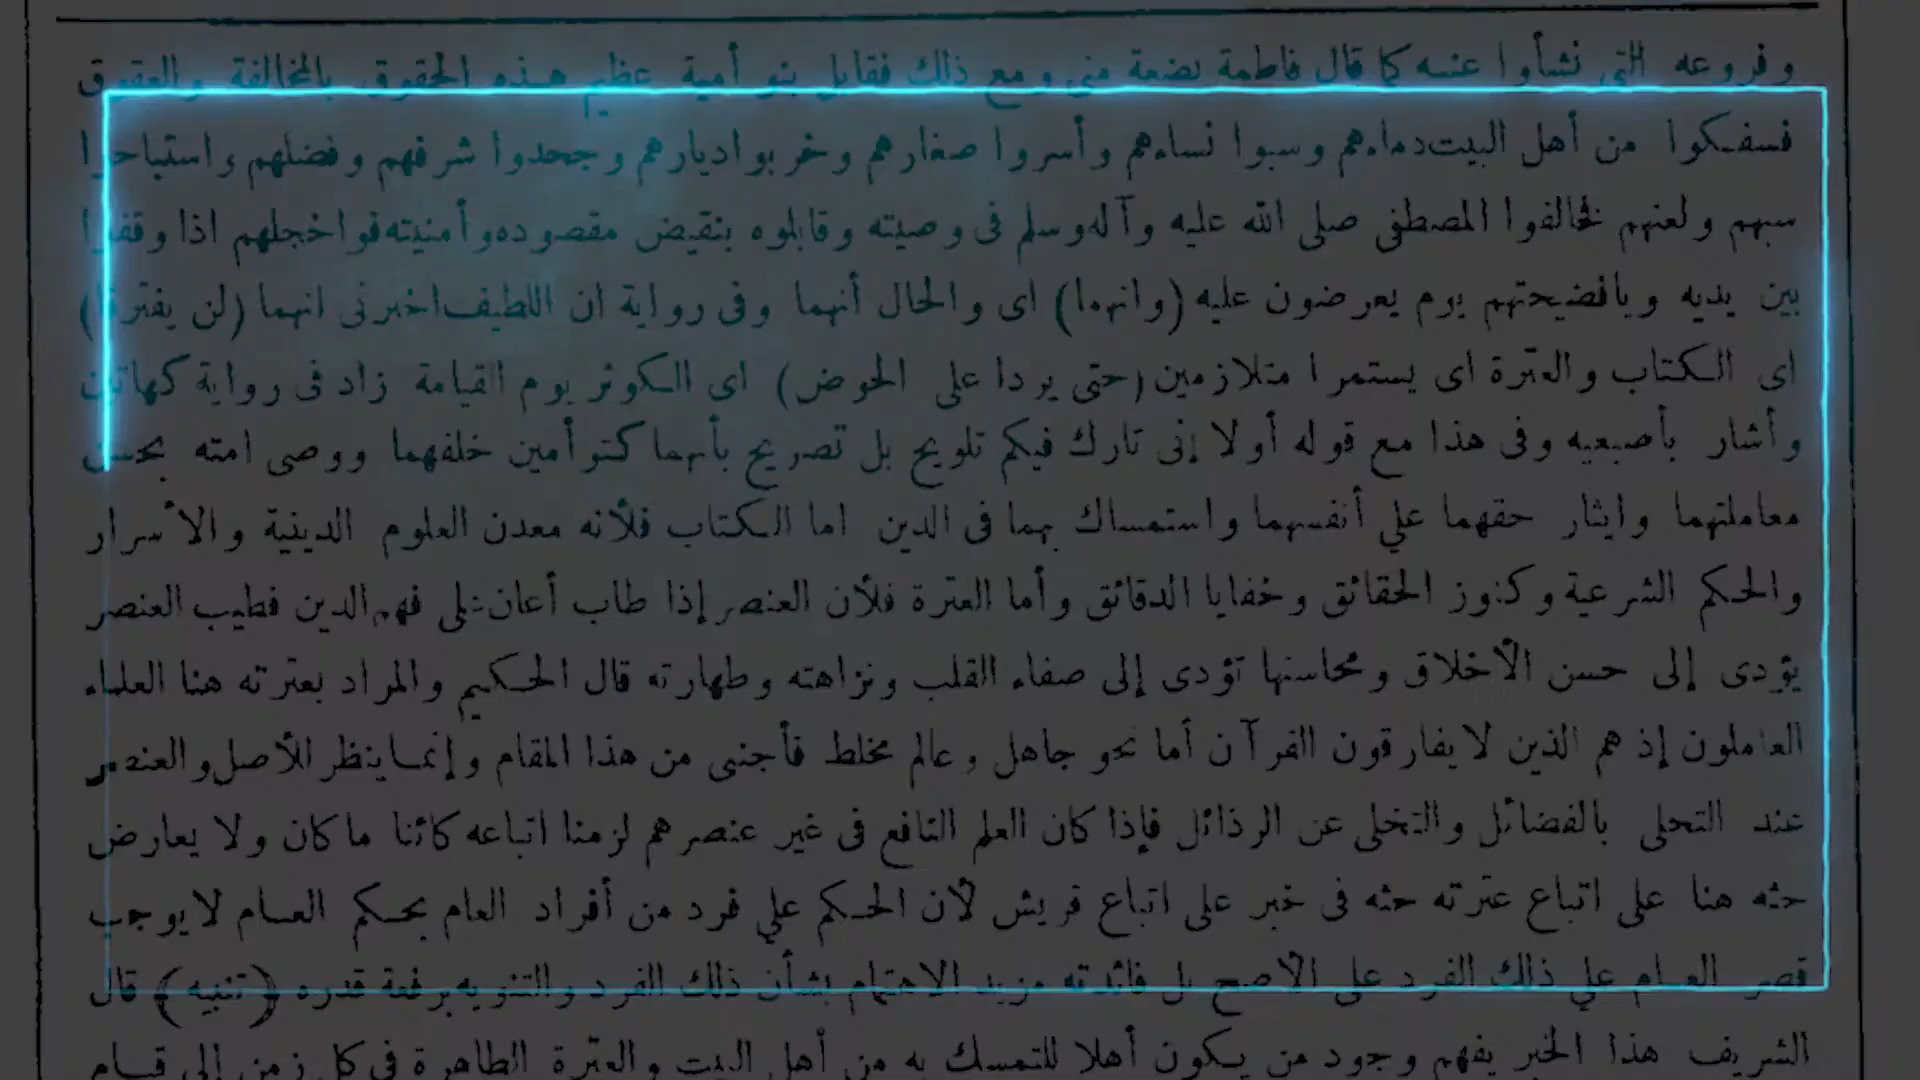 وفروعه التي نشأوا عنه كما قال فاطمة بضعة مني ومع ذلك فقابل بنو أمية عظيم هذه الحقوق بالمخالفة والعقوق
فسفكوا من أهل البيت دماءهم وسبوا نساءهم وأسروا صغارهم وخربوا ديارهم وجحدوا شرفهم وفضلهم واستباحوا
سبهم ولعنهم فخالفوا المصطفى صلى الله عليه وآله وسلم في وصيته وقابلوه بنقيض مقصوده وأمنيته فواخجلهم اذا وقفوا
بين يديه ويافضيحتهم يوم يعرضون عليه (وانهما) اى والحال أنهما وفى رواية ان اللطيف اخبرنى انهما (لن يفترقا)
اى الكتاب والعترة اى يستمرا متلازمين (حتى يردا على الحوض) اى الكوثر يوم القيامة زاد فى رواية كهاتين
وأشار بأصبعيه وفى هذا مع قوله أولا إنى تارك فيكم تلويح بل تصريح بأنهما كتوأمين خلفهما ووصى امته بحسن
معاملتهما وايثار حقهما على أنفسهما واستمساك بهما فى الدين اما الكتاب فلأنه معدن العلوم الدينية والأسرار
والحكم الشرعية وكنوز الحقائق وخفايا الدقائق وأما العترة فلأن العنصر إذا طاب أعان على فهم الدين فطيب العنصر
يؤدى إلى حسن الأخلاق ومحاسنها تؤدى إلى صفاء القلب ونزاهته وطهارته قال الحكيم والمراد بعترته هنا العلماء
العاملون إذ هم الذين لا يفارقون القرآن أما نحو جاهل وعالم مخلط فأجنبى من هذا المقام وإنما ينظر للأصل والعنصر
عند التحلى بالفضائل والتخلى عن الرذائل فإذا كان العلم النافع فى غير عنصرهم لزمنا اتباعه كائنا ما كان ولا يعارض
حثه هنا على اتباع عترته حثه فى خبر على اتباع قريش لأن الحكم على فرد من أفراد العام بحكم العام لا يوجب
قصر العام على ذلك الفرد على الأصح بل فائدته مزيد الاهتمام بشأن ذلك الفرد والتنويه برفعة قدره (تنبيه) قال
الشريف هذا الخبر يفهم وجود من يكون أهلا للتمسك به من أهل البيت والعترة الطاهرة فى كل زمن إلى قيام